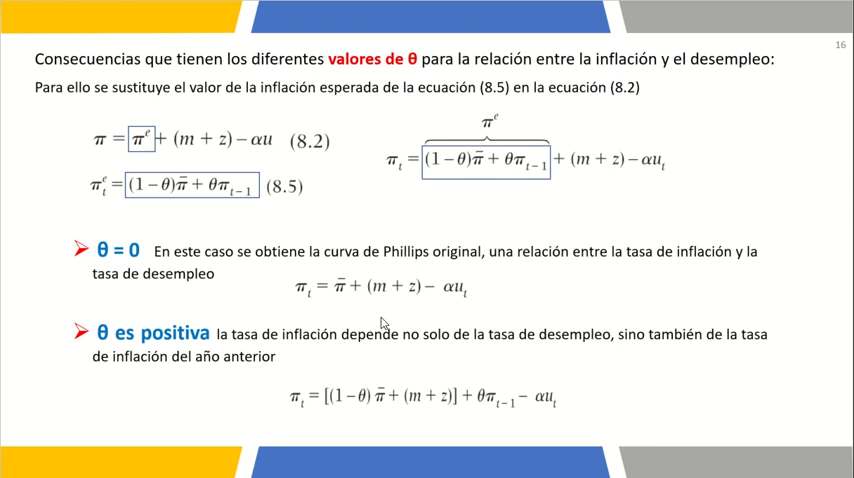 16
Consecuencias que tienen los diferentes valores de θ para la relación entre la inflación y el desempleo:
Para ello se sustituye el valor de la inflación esperada de la ecuación (8.5) en la ecuación (8.2)
π = π^e + (m + z) – αu (8.2)
π^e
π_t = (1 – θ)π̄ + θπ_{t–1} + (m + z) – αu_t
π^e_t = (1 – θ)π̄ + θπ_{t–1} (8.5)
➢ θ = 0 En este caso se obtiene la curva de Phillips original, una relación entre la tasa de inflación y la
tasa de desempleo
π_t = π̄ + (m + z) – αu_t
➢ θ es positiva la tasa de inflación depende no solo de la tasa de desempleo, sino también de la tasa
de inflación del año anterior
π_t = [(1 – θ) π̄ + (m + z)] + θπ_{t–1} – αu_t